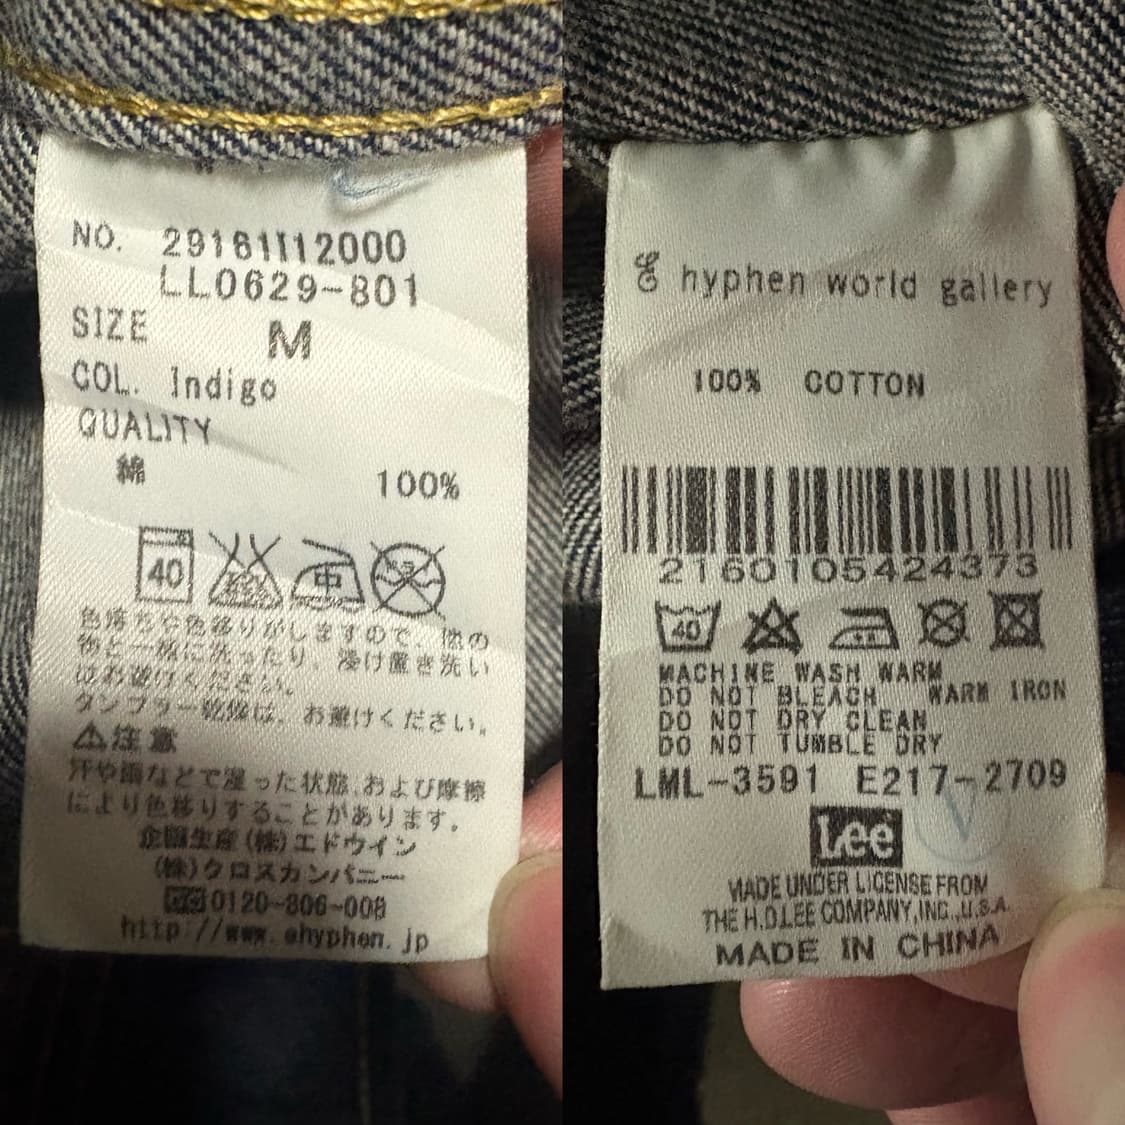 NO. 29161112000
LL0629-801
SIZE M
COL. Indigo
QUALITY
綿 100%
40 中
色落ちや色移りがしますので、他の
物と一緒に洗ったり、浸け置き洗い
はお避けください。
タンブラー乾燥は、お避けください。
⚠注意
汗や雨などで湿った状態、および摩擦
により色移りすることがあります。
企画生産(株)エドウイン
(株)クロスカンパニー
0120-806-008
http://www.ehyphen.jp
E hyphen world gallery
100% COTTON
2160105424373
40
MACHINE WASH WARM
DO NOT BLEACH WARM IRON
DO NOT DRY CLEAN
DO NOT TUMBLE DRY
LML-3591 E217-2709
Lee
MADE UNDER LICENSE FROM
THE H.D.LEE COMPANY,INC.,U.S.A.
MADE IN CHINA